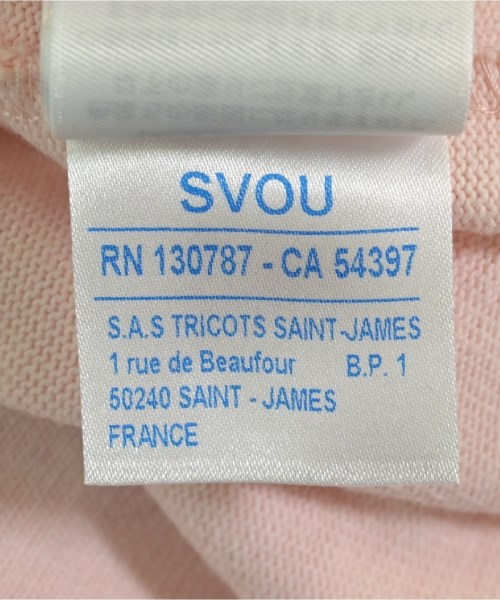 SVOU
RN 130787 - CA 54397
S.A.S TRICOTS SAINT-JAMES
1 rue de Beaufour B.P. 1
50240 SAINT - JAMES
FRANCE